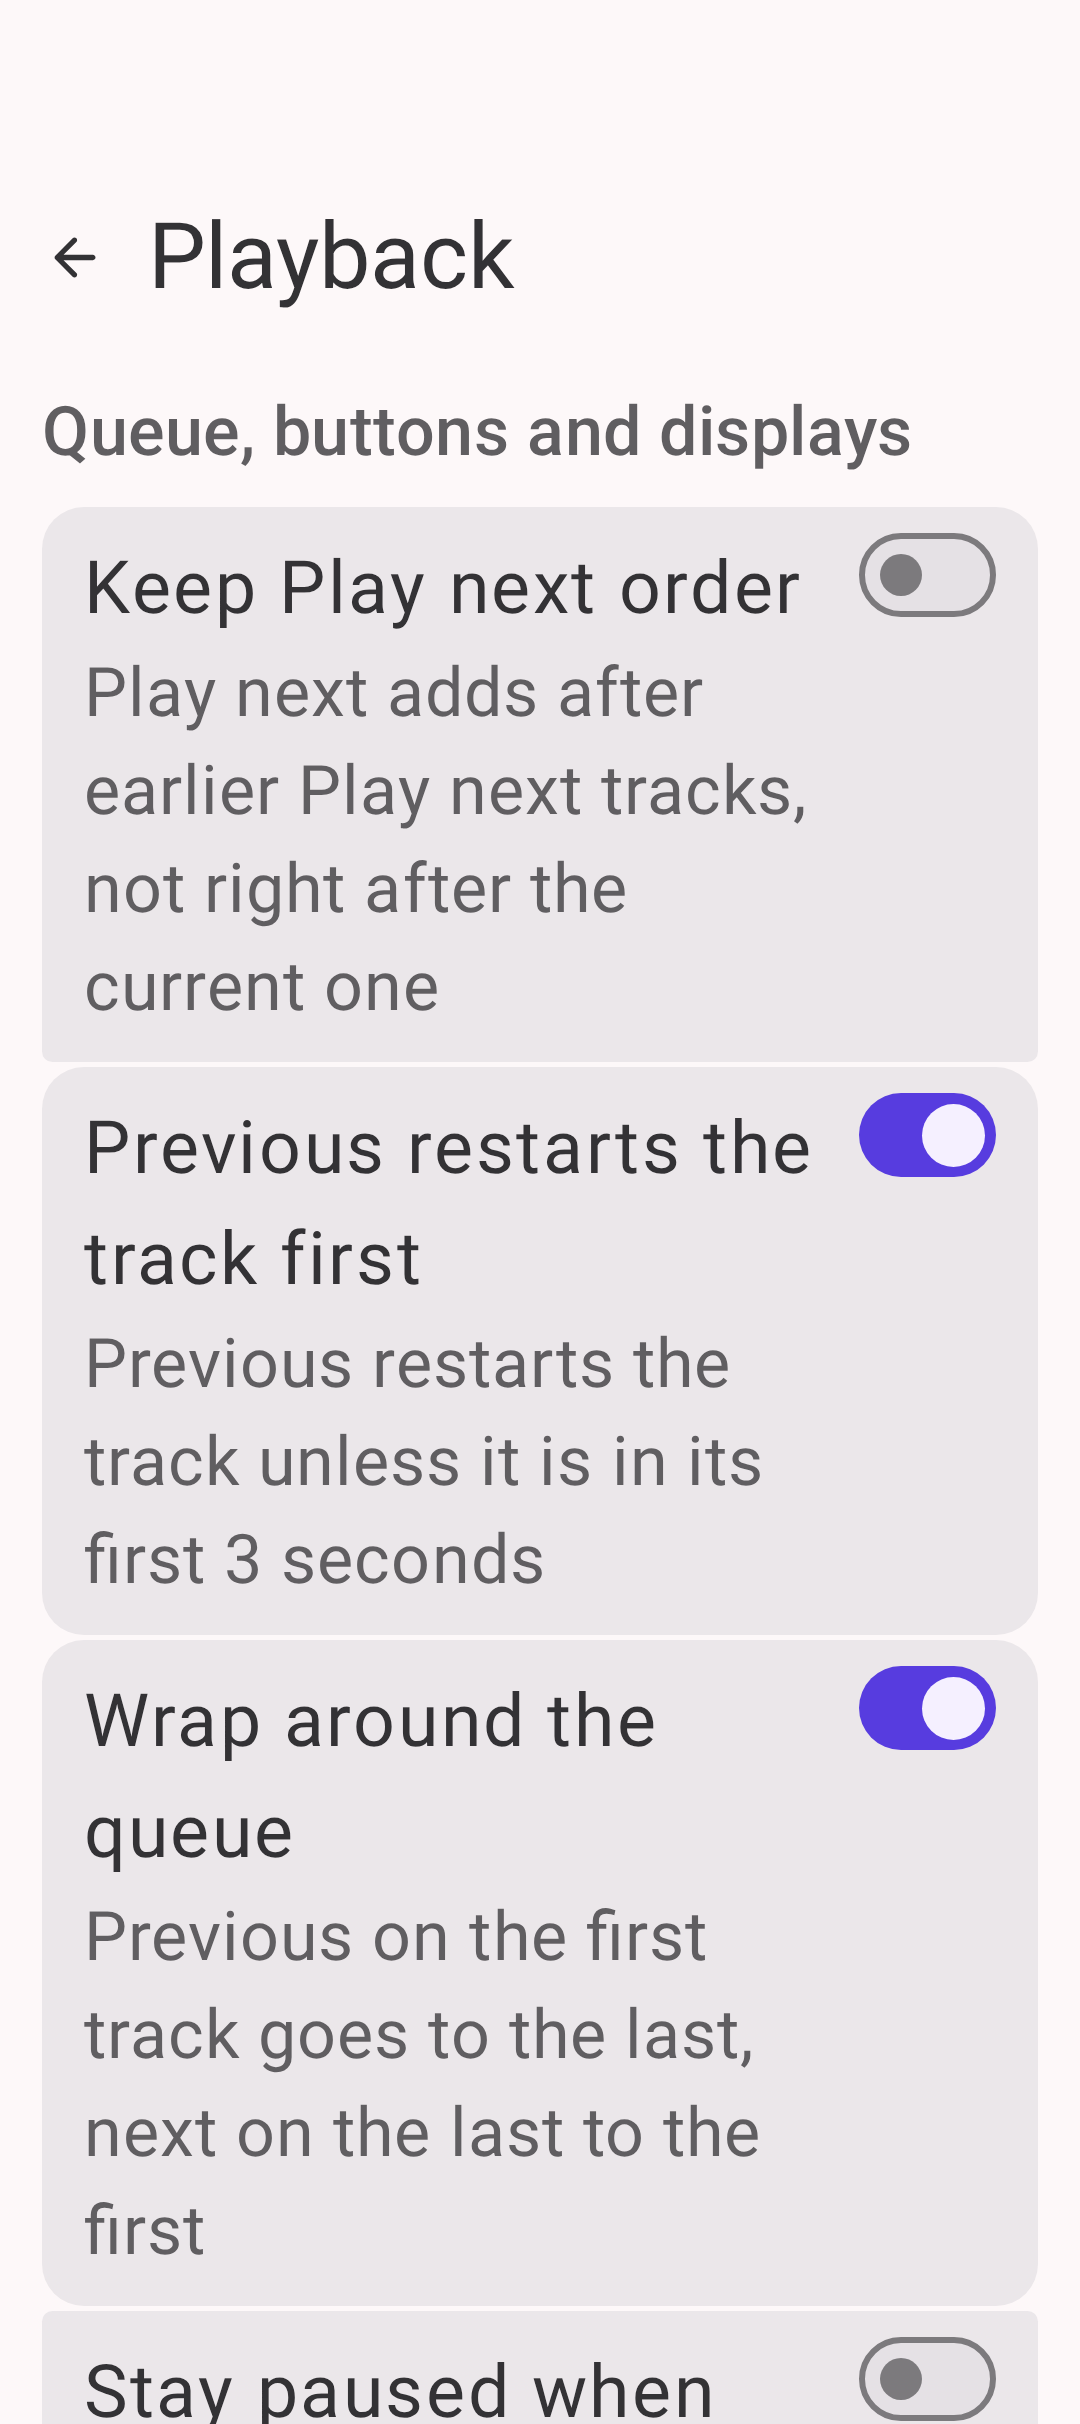 Playback
Queue, buttons and displays
Keep Play next order
Play next adds after
earlier Play next tracks,
not right after the
current one
Previous restarts the
track first
Previous restarts the
track unless it is in its
first 3 seconds
Wrap around the
queue
Previous on the first
track goes to the last,
next on the last to the
first
Stay paused when